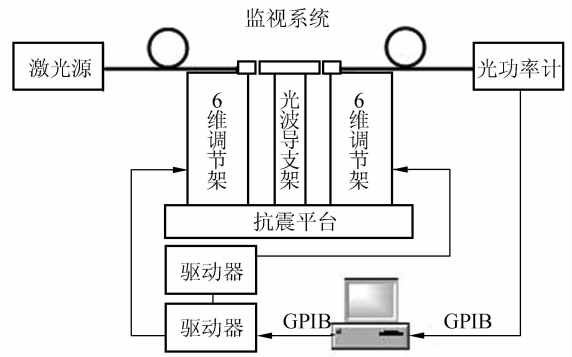 监视系统
激光源
光功率计
6维调节架
光波导支架
6维调节架
抗震平台
驱动器
驱动器
GPIB
GPIB